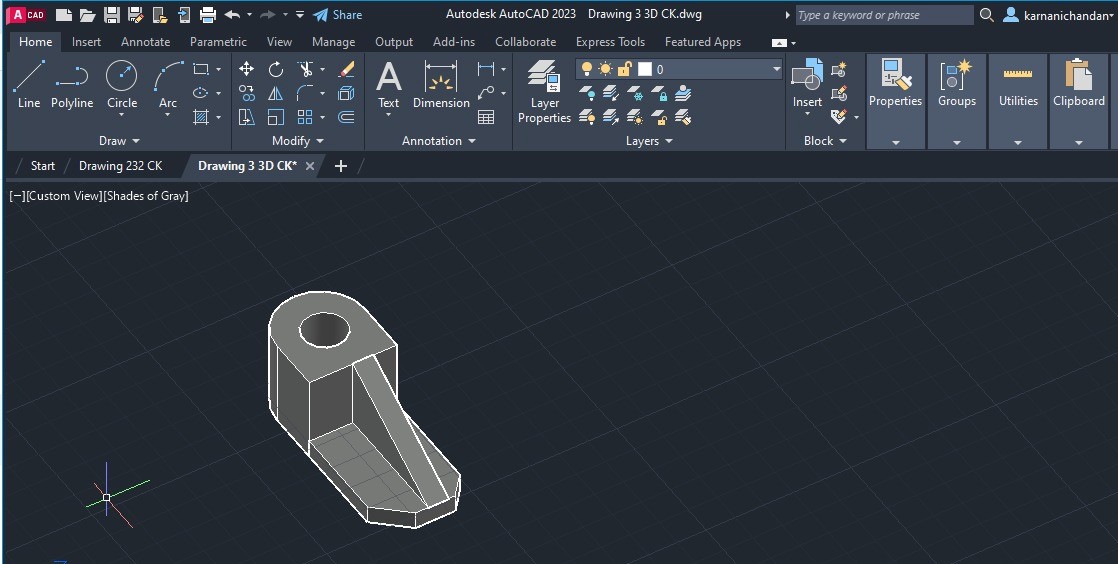 A CAD Share Autodesk AutoCAD 2023 Drawing 3 3D CK.dwg Type a keyword or phrase karnanichandan
Home Insert Annotate Parametric View Manage Output Add-ins Collaborate Express Tools Featured Apps
0
Line Polyline Circle Arc Text Dimension Layer Properties Insert Properties Groups Utilities Clipboard
Draw Modify Annotation Layers Block
Start Drawing 232 CK Drawing 3 3D CK*
[−][Custom View][Shades of Gray]